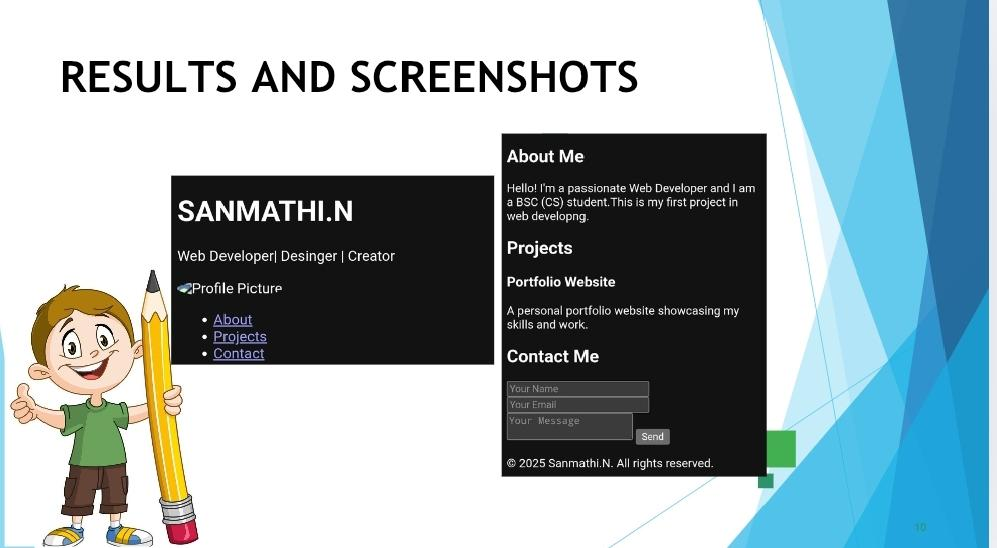 RESULTS AND SCREENSHOTS
SANMATHI.N
Web Developer| Desinger | Creator
Profile Picture
About
Projects
Contact
About Me
Hello! I'm a passionate Web Developer and I am
a BSC (CS) student.This is my first project in
web developng.
Projects
Portfolio Website
A personal portfolio website showcasing my
skills and work.
Contact Me
Your Name
Your Email
Your Message
Send
© 2025 Sanmathi.N. All rights reserved.
10